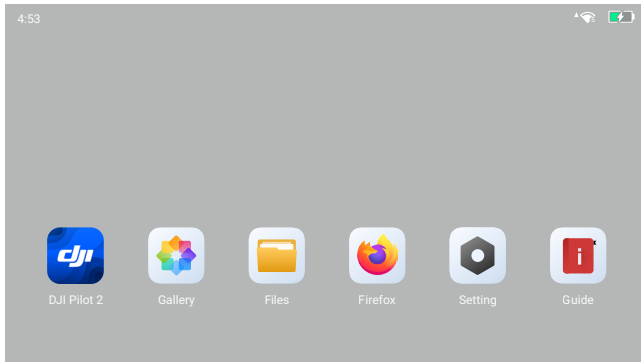 4:53
dji
DJI Pilot 2
Gallery
Files
Firefox
Setting
i
Guide